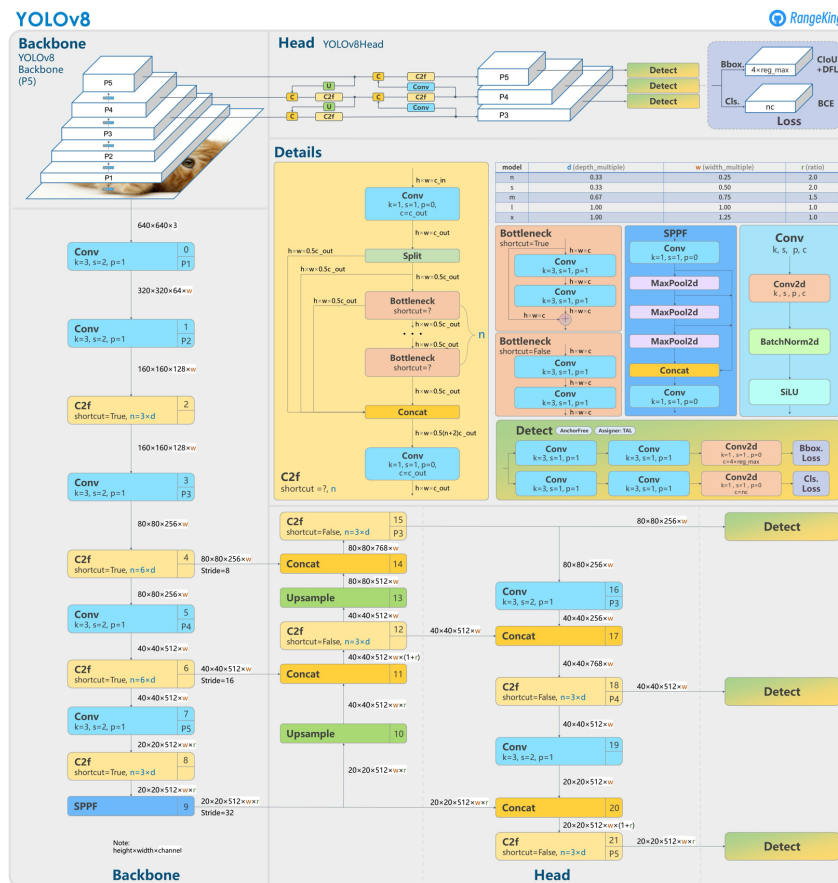 YOLOv8
RangeKing
Backbone
YOLOv8
Backbone
(P5)
P5
P4
P3
P2
P1
Head YOLOv8Head
U
U
C
C2f
C
C2f
C
C2f
Conv
C
C2f
Conv
P5
P4
P3
Detect
Detect
Detect
Bbox.
4×reg_max
CIoU
+DFL
Cls.
nc
BCE
Loss
Details
h×w×c_in
Conv
k=1, s=1, p=0,
c=c_out
h×w×c_out
h×w×0.5c_out
Split
h×w×0.5c_out
h×w×0.5c_out
h×w×0.5c_out
Bottleneck
shortcut=?
h×w×0.5c_out
• • •
h×w×0.5c_out
n
Bottleneck
shortcut=?
h×w×0.5c_out
Concat
h×w×0.5(n+2)c_out
Conv
k=1, s=1, p=0,
c=c_out
h×w×c_out
C2f
shortcut =?, n
model d (depth_multiple) w (width_multiple) r (ratio)
n 0.33 0.25 2.0
s 0.33 0.50 2.0
m 0.67 0.75 1.5
l 1.00 1.00 1.0
x 1.00 1.25 1.0
Bottleneck
shortcut=True
h×w×c
Conv
k=3, s=1, p=1
h×w×c
Conv
k=3, s=1, p=1
h×w×c
h×w×c
Bottleneck
shortcut=False
h×w×c
Conv
k=3, s=1, p=1
h×w×c
Conv
k=3, s=1, p=1
h×w×c
SPPF
Conv
k=1, s=1, p=0
MaxPool2d
MaxPool2d
MaxPool2d
Concat
Conv
k=1, s=1, p=0
Conv
k, s, p, c
Conv2d
k, s, p, c
BatchNorm2d
SiLU
Detect AnchorFree Assigner: TAL
Conv
k=3, s=1, p=1
Conv
k=3, s=1, p=1
Conv2d
k=1, s=1, p=0
c=4×reg_max
Bbox.
Loss
Conv
k=3, s=1, p=1
Conv
k=3, s=1, p=1
Conv2d
k=1, s=1, p=0
c=nc
Cls.
Loss
640×640×3
Conv
k=3, s=2, p=1
0
P1
320×320×64×w
Conv
k=3, s=2, p=1
1
P2
160×160×128×w
C2f
shortcut=True, n=3×d
2
160×160×128×w
Conv
k=3, s=2, p=1
3
P3
80×80×256×w
C2f
shortcut=True, n=6×d
4
80×80×256×w
Stride=8
80×80×256×w
Conv
k=3, s=2, p=1
5
P4
40×40×512×w
C2f
shortcut=True, n=6×d
6
40×40×512×w
Stride=16
40×40×512×w
Conv
k=3, s=2, p=1
7
P5
20×20×512×w×r
C2f
shortcut=True, n=3×d
8
20×20×512×w×r
SPPF
9
20×20×512×w×r
Stride=32
Note:
height×width×channel
Backbone
C2f
shortcut=False, n=3×d
15
P3
80×80×768×w
Concat
14
80×80×512×w
Upsample
13
40×40×512×w
C2f
shortcut=False, n=3×d
12
40×40×512×w
40×40×512×w×(1+r)
Concat
11
40×40×512×w×r
Upsample
10
20×20×512×w×r
80×80×256×w
Detect
80×80×256×w
Conv
k=3, s=2, p=1
16
P3
40×40×256×w
Concat
17
40×40×768×w
C2f
shortcut=False, n=3×d
18
P4
40×40×512×w
Detect
40×40×512×w
Conv
k=3, s=2, p=1
19
20×20×512×w
20×20×512×w×r
Concat
20
20×20×512×w×(1+r)
C2f
shortcut=False, n=3×d
21
P5
20×20×512×w×r
Detect
Head